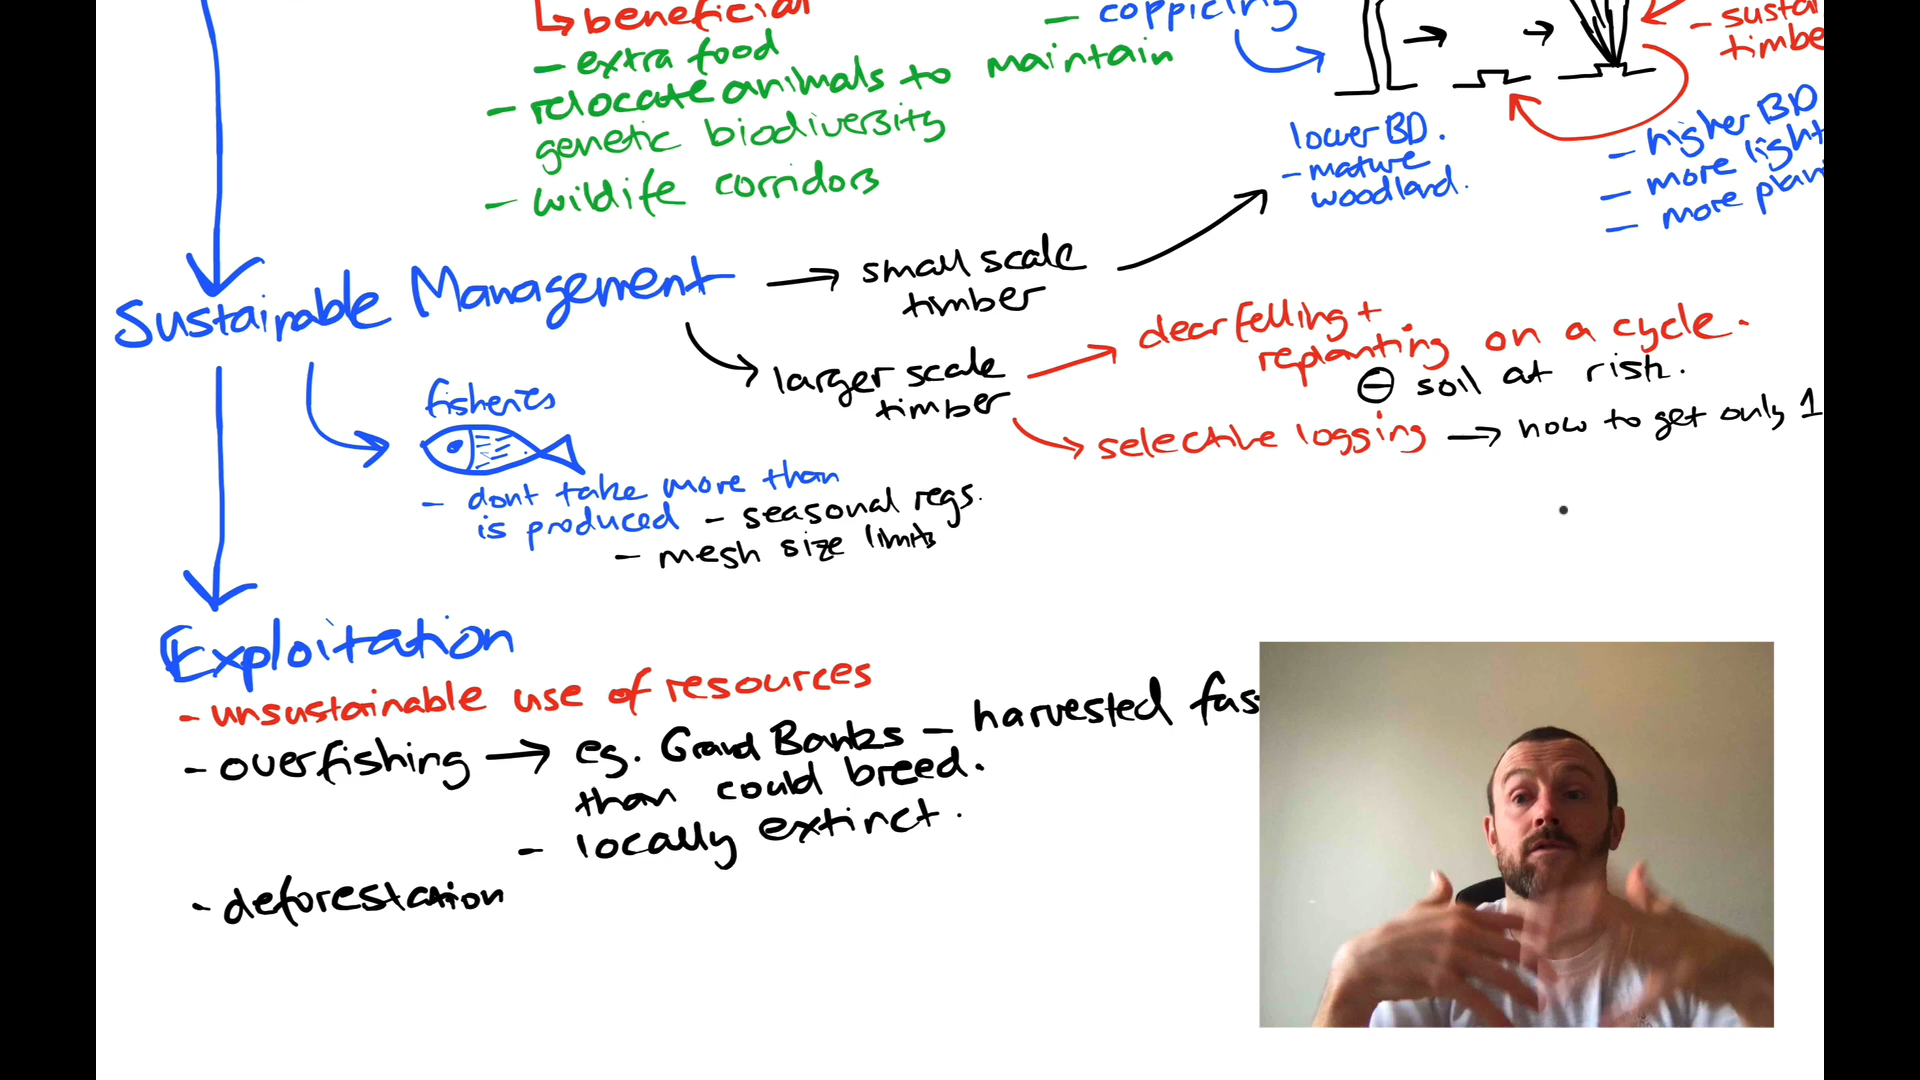 ↳ beneficial
- extra food
- relocate animals to maintain
genetic biodiversity
- wildlife corridors
- coppicing
lower BD.
- mature
woodland.
- susta
timbe
- higher BD
- more light
- more plan
Sustainable Management → small scale
timber
larger scale
timber
clear felling +
replanting on a cycle.
⊖ soil at risk.
selective logging → how to get only 1
fisheries
- dont take more than
is produced - seasonal regs.
- mesh size limits
Exploitation
- unsustainable use of resources
- overfishing → eg. Grand Banks - harvested fas
than could breed.
- locally extinct.
- deforestation